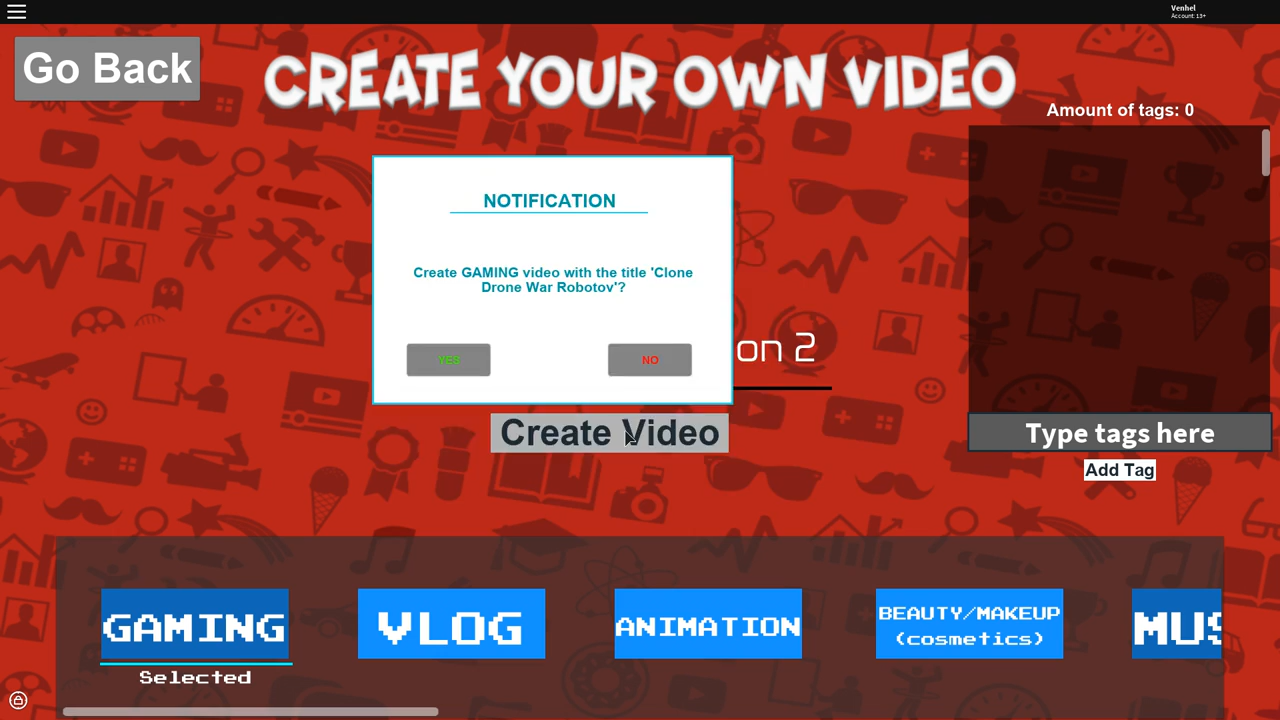 Venhel
Account: 13+
Go Back
CREATE YOUR OWN VIDEO
Amount of tags: 0
NOTIFICATION
Create GAMING video with the title 'Clone
Drone War Robotov'?
YES
NO
on 2
Create Video
Type tags here
Add Tag
GAMING
VLOG
ANIMATION
BEAUTY/MAKEUP
(cosmetics)
MUS
Selected